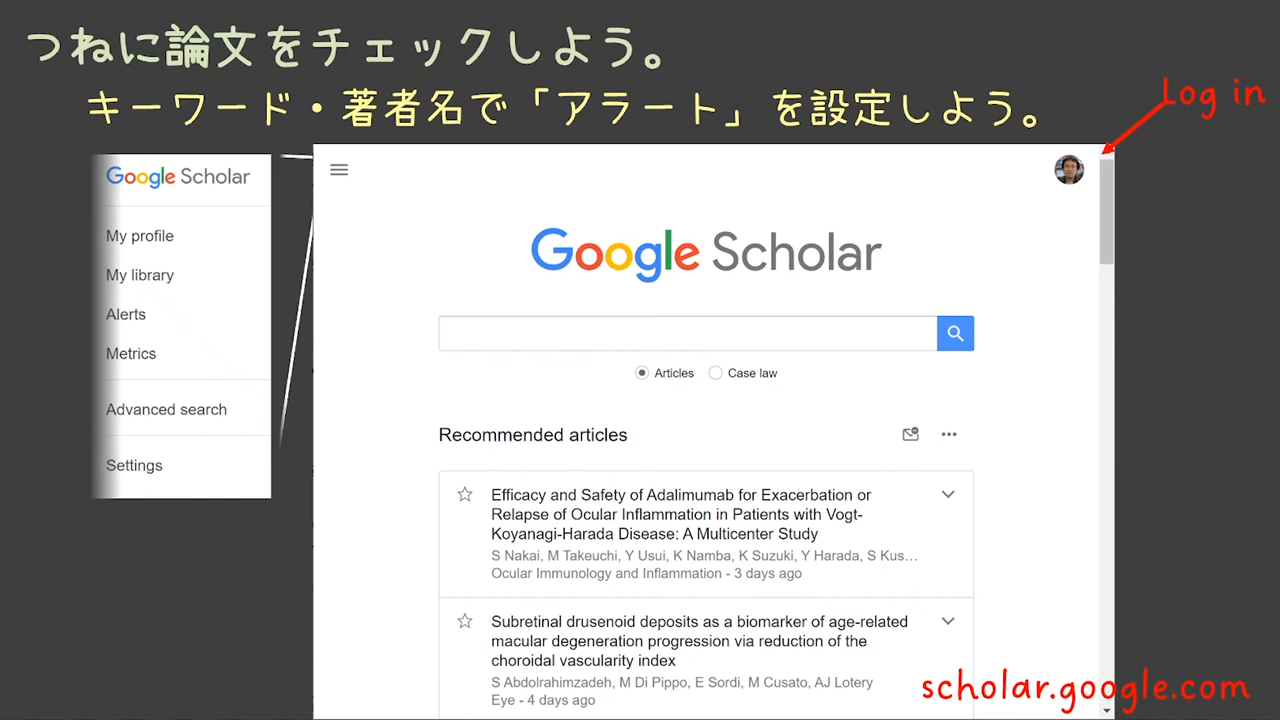 つねに論文をチェックしよう。
キーワード・著者名で「アラート」を設定しよう。
Log in
Google Scholar
My profile
My library
Alerts
Metrics
Advanced search
Settings
Google Scholar
Articles
Case law
Recommended articles
Efficacy and Safety of Adalimumab for Exacerbation or
Relapse of Ocular Inflammation in Patients with Vogt-
Koyanagi-Harada Disease: A Multicenter Study
S Nakai, M Takeuchi, Y Usui, K Namba, K Suzuki, Y Harada, S Kus…
Ocular Immunology and Inflammation - 3 days ago
Subretinal drusenoid deposits as a biomarker of age-related
macular degeneration progression via reduction of the
choroidal vascularity index
S Abdolrahimzadeh, M Di Pippo, E Sordi, M Cusato, AJ Lotery
Eye - 4 days ago
scholar.google.com